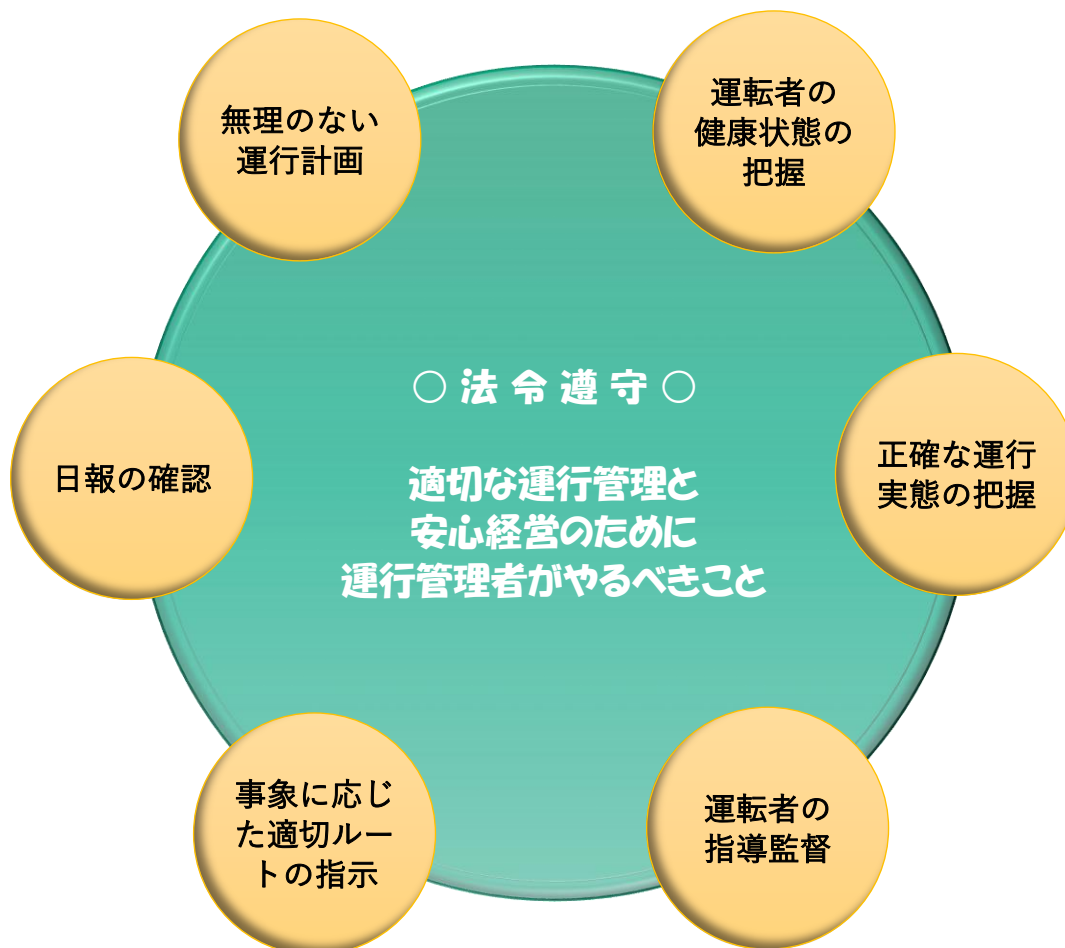 無理のない
運行計画
運転者の
健康状態の
把握
○ 法 令 遵 守 ○
適切な運行管理と
安心経営のために
運行管理者がやるべきこと
日報の確認
正確な運行
実態の把握
事象に応じ
た適切ルー
トの指示
運転者の
指導監督